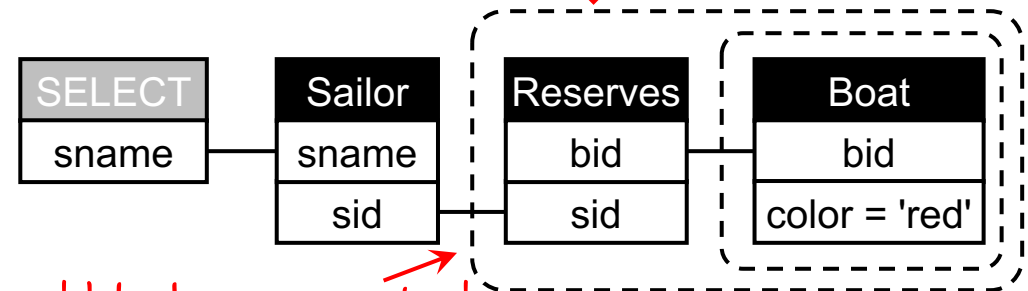 SELECT Sailor Reserves Boat
sname sname bid bid
sid sid color = 'red'